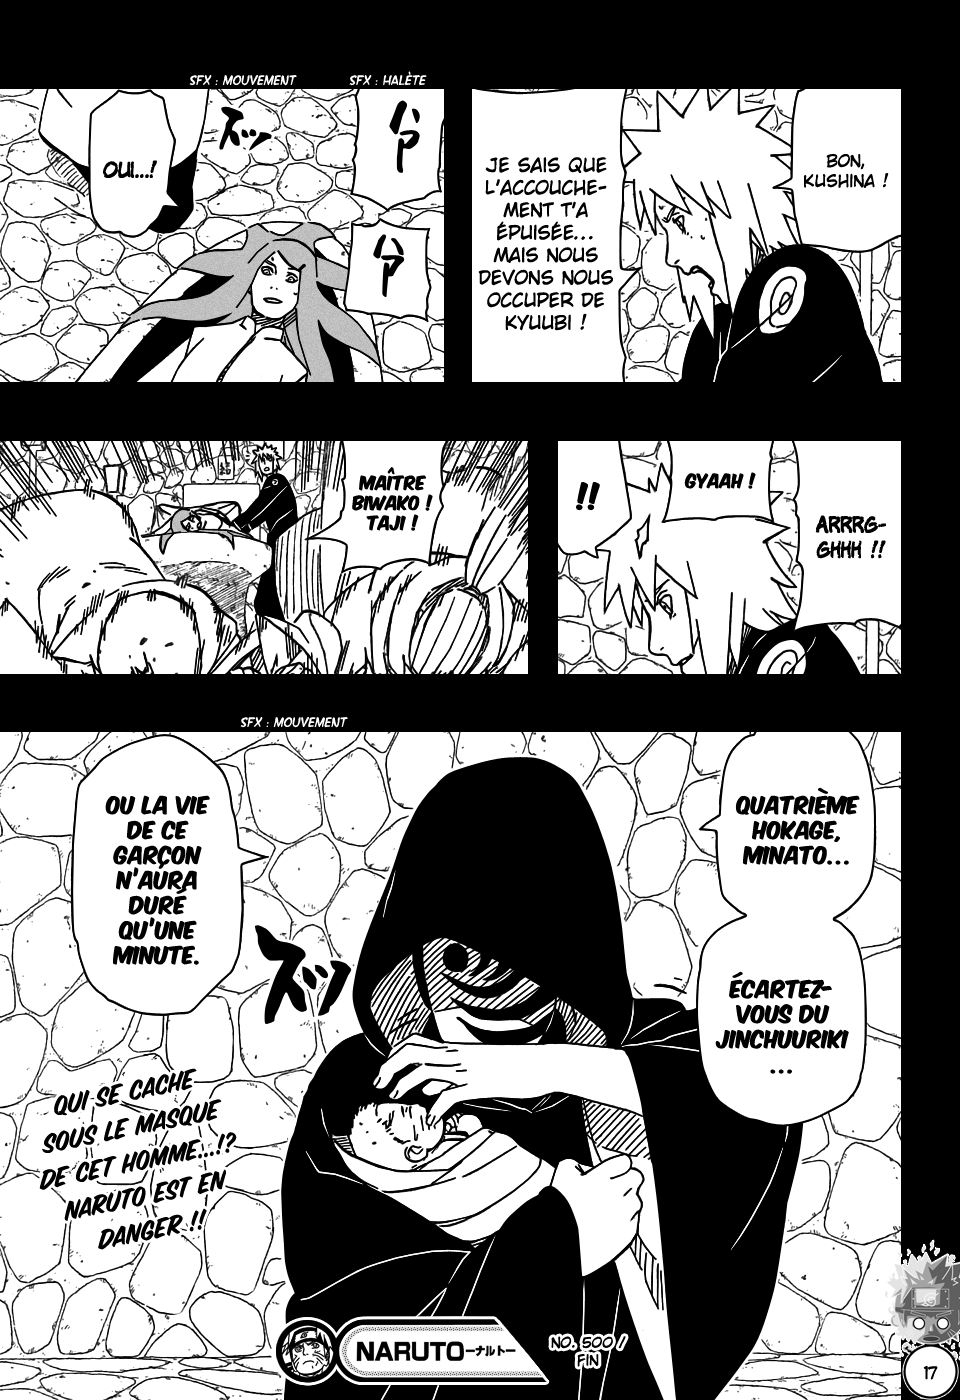 SFX : MOUVEMENT
SFX : HALÈTE
BON,
KUSHINA !
JE SAIS QUE
L'ACCOUCHE-
MENT T'A
ÉPUISÉE...
MAIS NOUS
DEVONS NOUS
OCCUPER DE
KYUUBI !
ハァ
ハァ
ズッ
OUI...!
ARRRG-
GHHH !!
GYAAH !
!!
MAÎTRE
BIWAKO !
TAJI !
SFX : MOUVEMENT
QUATRIÈME
HOKAGE,
MINATO...
ÉCARTEZ-
VOUS DU
JINCHUURIKI
...
OU LA VIE
DE CE
GARÇON
N'AURA
DURÉ
QU'UNE
MINUTE.
ズッ
QUI SE CACHE
SOUS LE MASQUE
DE CET HOMME...!?
NARUTO EST EN
DANGER !!
NARUTO ーナルトー
NO. 500 /
FIN
17